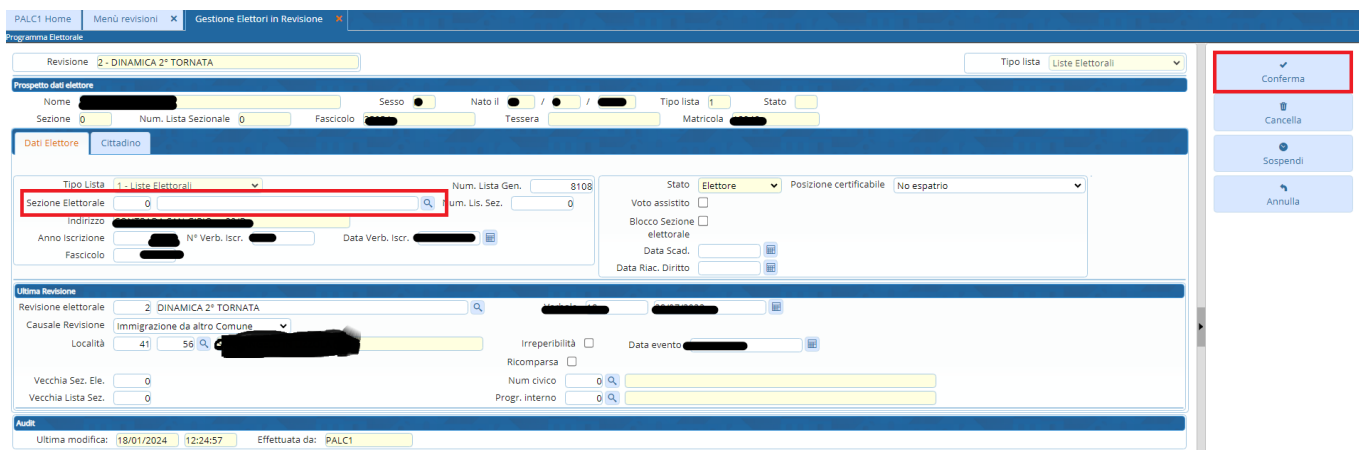 PALC1 Home Menù revisioni × Gestione Elettori in Revisione ×
Programma Elettorale
Revisione 2 - DINAMICA 2° TORNATA Tipo lista Liste Elettorali
Prospetto dati elettore
Nome Sesso Nato il / / Tipo lista 1 Stato
Sezione 0 Num. Lista Sezionale 0 Fascicolo Tessera Matricola
Dati Elettore Cittadino
Tipo Lista 1 - Liste Elettorali Num. Lista Gen. 8108
Sezione Elettorale 0 Num. Lis. Sez. 0
Indirizzo
Anno Iscrizione N° Verb. Iscr. Data Verb. Iscr.
Fascicolo
Stato Elettore Posizione certificabile No espatrio
Voto assistito
Blocco Sezione
elettorale
Data Scad.
Data Riac. Diritto
Ultima Revisione
Revisione elettorale 2 DINAMICA 2° TORNATA
Causale Revisione Immigrazione da altro Comune
Località 41 56 Irreperibilità Data evento
Ricomparsa
Vecchia Sez. Ele. 0 Num civico 0
Vecchia Lista Sez. 0 Progr. interno 0
Audit
Ultima modifica: 18/01/2024 12:24:57 Effettuata da: PALC1
Conferma
Cancella
Sospendi
Annulla